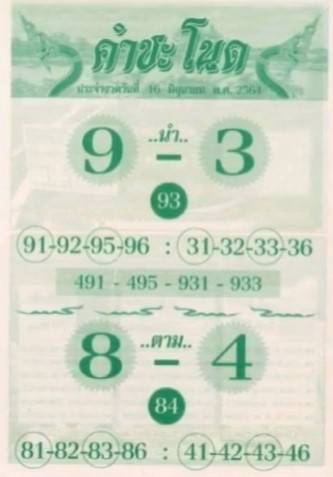 คำชะโนด
ประจำงวดวันที่ 16 มิถุนายน พ.ศ. 2564
..นำ..
9 - 3
93
91-92-95-96 : 31-32-33-36
491 - 495 - 931 - 933
..ตาม..
8 - 4
84
81-82-83-86 : 41-42-43-46